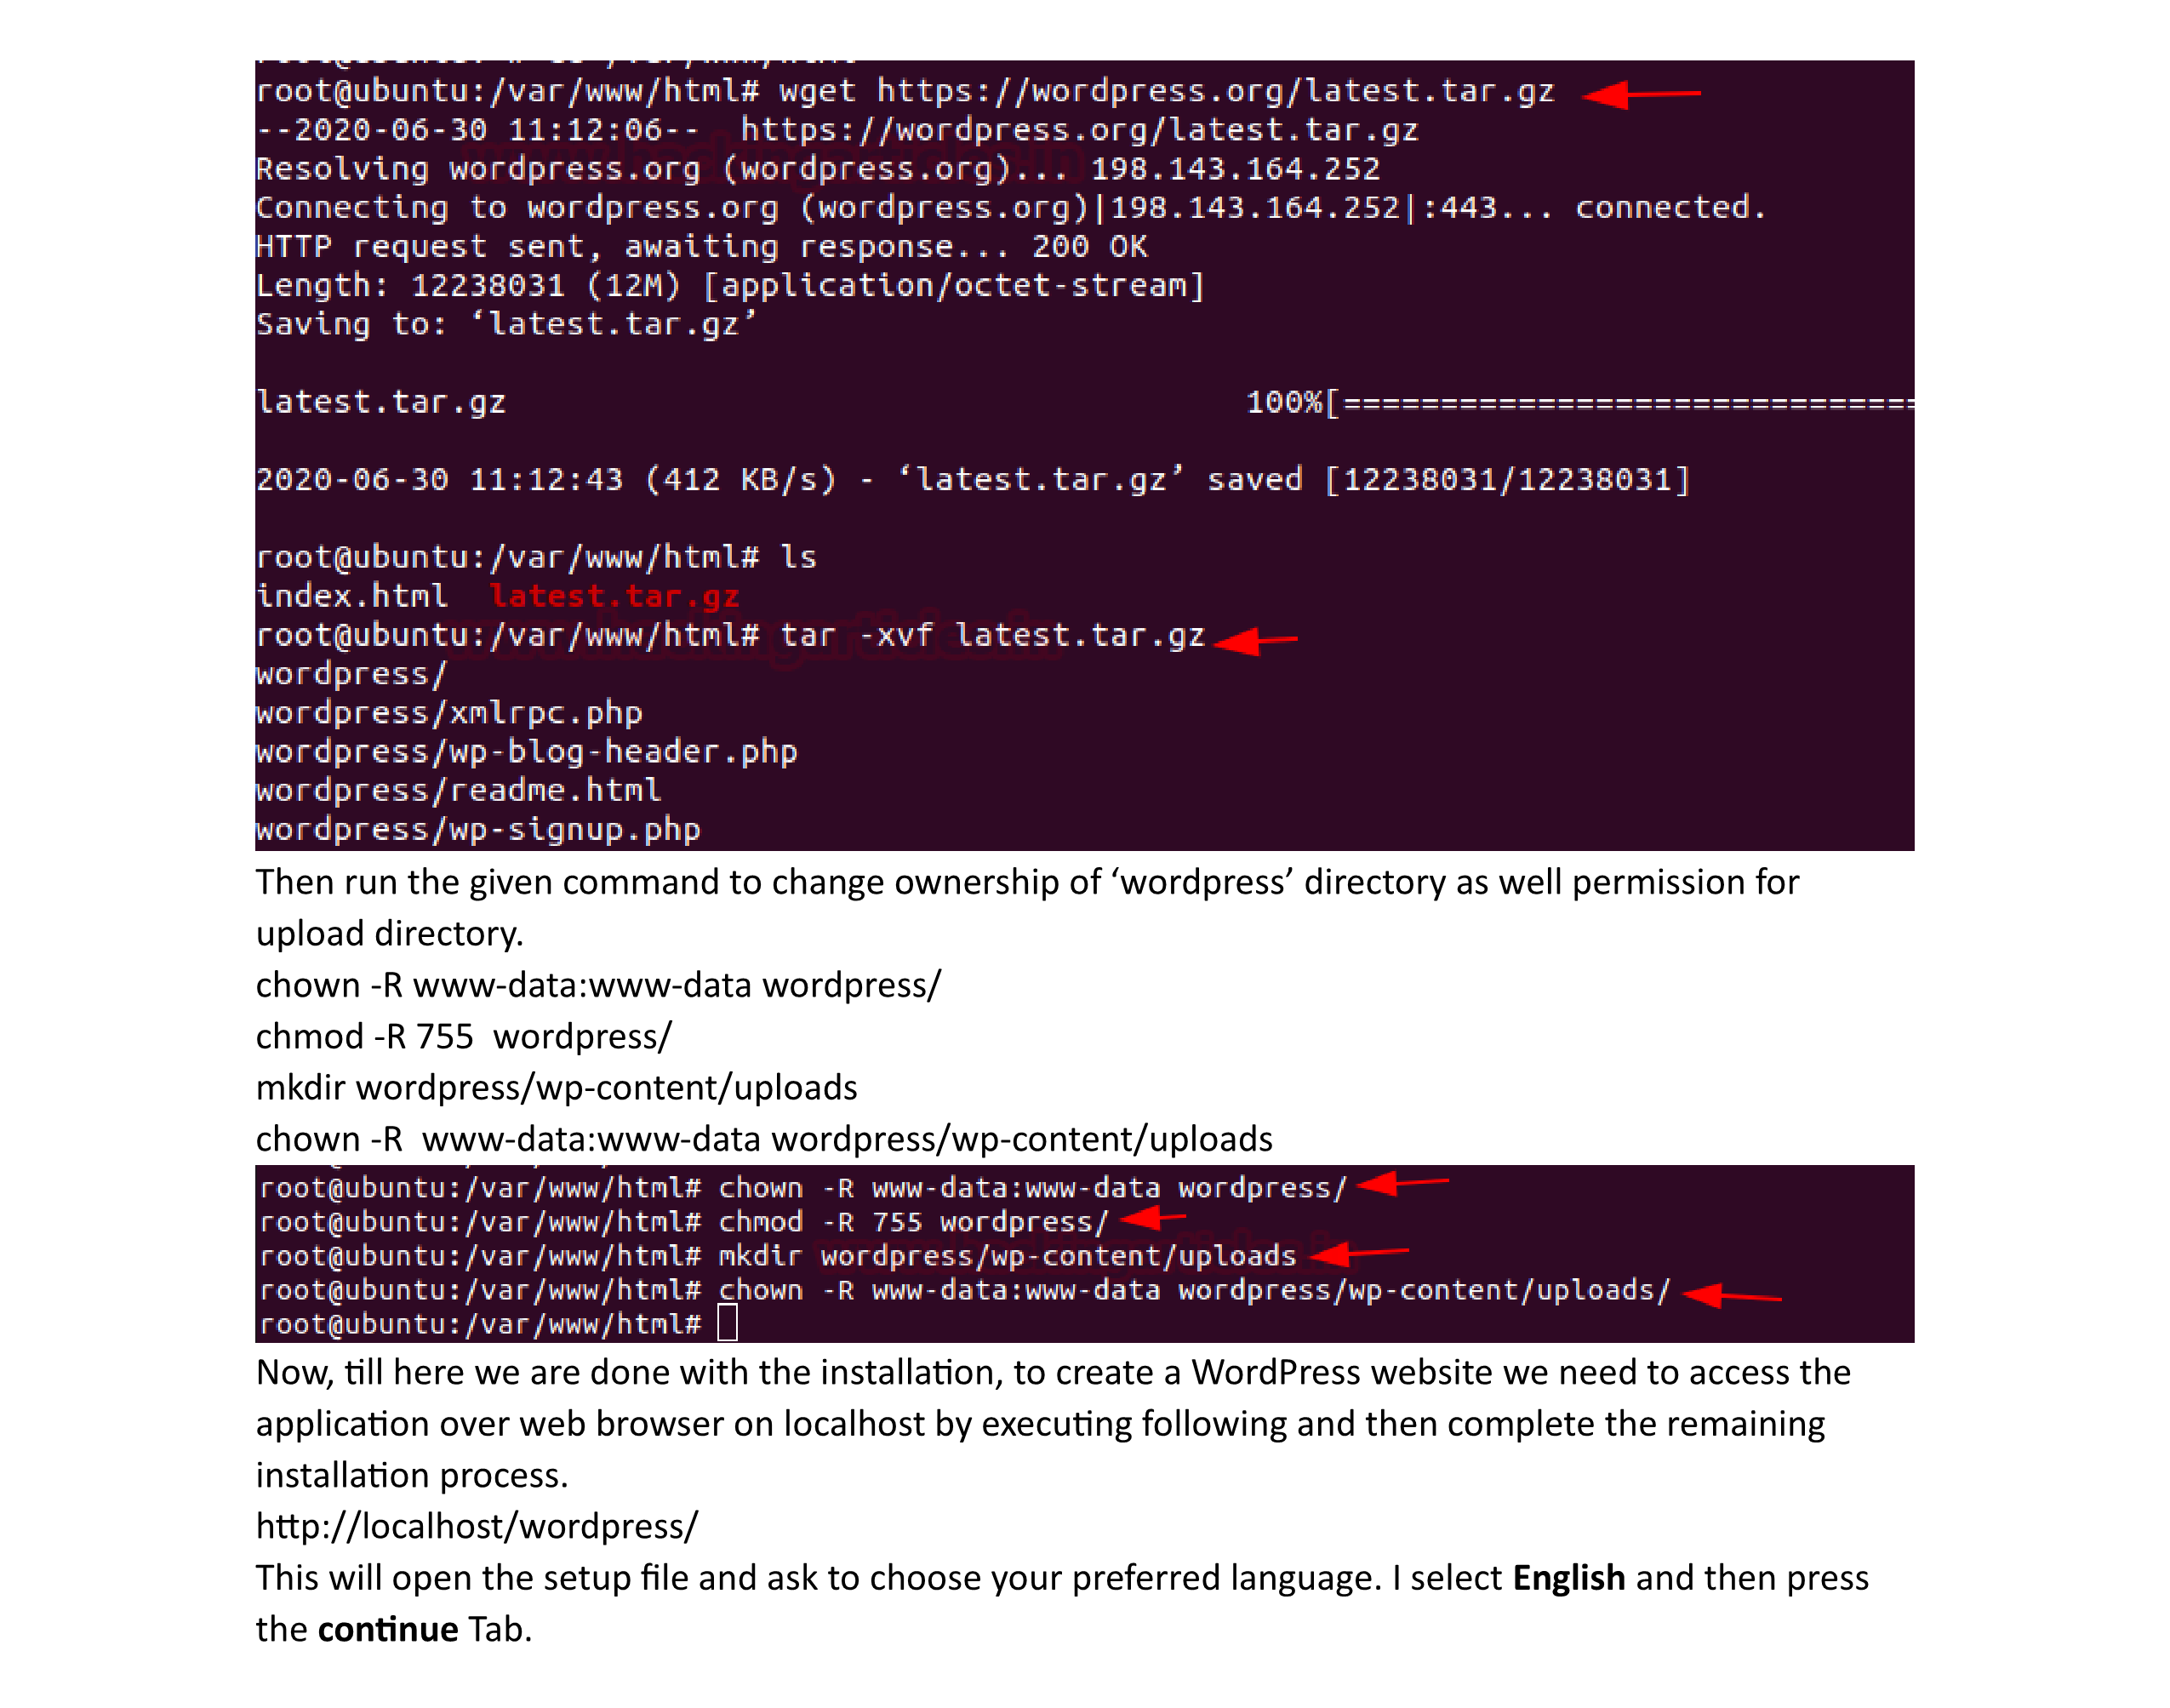 root@ubuntu:/var/www/html# wget https://wordpress.org/latest.tar.gz
--2020-06-30 11:12:06--  https://wordpress.org/latest.tar.gz
Resolving wordpress.org (wordpress.org)... 198.143.164.252
Connecting to wordpress.org (wordpress.org)|198.143.164.252|:443... connected.
HTTP request sent, awaiting response... 200 OK
Length: 12238031 (12M) [application/octet-stream]
Saving to: ‘latest.tar.gz’
latest.tar.gz 100%[==============================
2020-06-30 11:12:43 (412 KB/s) - ‘latest.tar.gz’ saved [12238031/12238031]
root@ubuntu:/var/www/html# ls
index.html  latest.tar.gz
root@ubuntu:/var/www/html# tar -xvf latest.tar.gz
wordpress/
wordpress/xmlrpc.php
wordpress/wp-blog-header.php
wordpress/readme.html
wordpress/wp-signup.php
Then run the given command to change ownership of ‘wordpress’ directory as well permission for
upload directory.
chown -R www-data:www-data wordpress/
chmod -R 755  wordpress/
mkdir wordpress/wp-content/uploads
chown -R  www-data:www-data wordpress/wp-content/uploads
root@ubuntu:/var/www/html# chown -R www-data:www-data wordpress/
root@ubuntu:/var/www/html# chmod -R 755 wordpress/
root@ubuntu:/var/www/html# mkdir wordpress/wp-content/uploads
root@ubuntu:/var/www/html# chown -R www-data:www-data wordpress/wp-content/uploads/
root@ubuntu:/var/www/html#
Now, till here we are done with the installation, to create a WordPress website we need to access the
application over web browser on localhost by executing following and then complete the remaining
installation process.
http://localhost/wordpress/
This will open the setup file and ask to choose your preferred language. I select English and then press
the continue Tab.